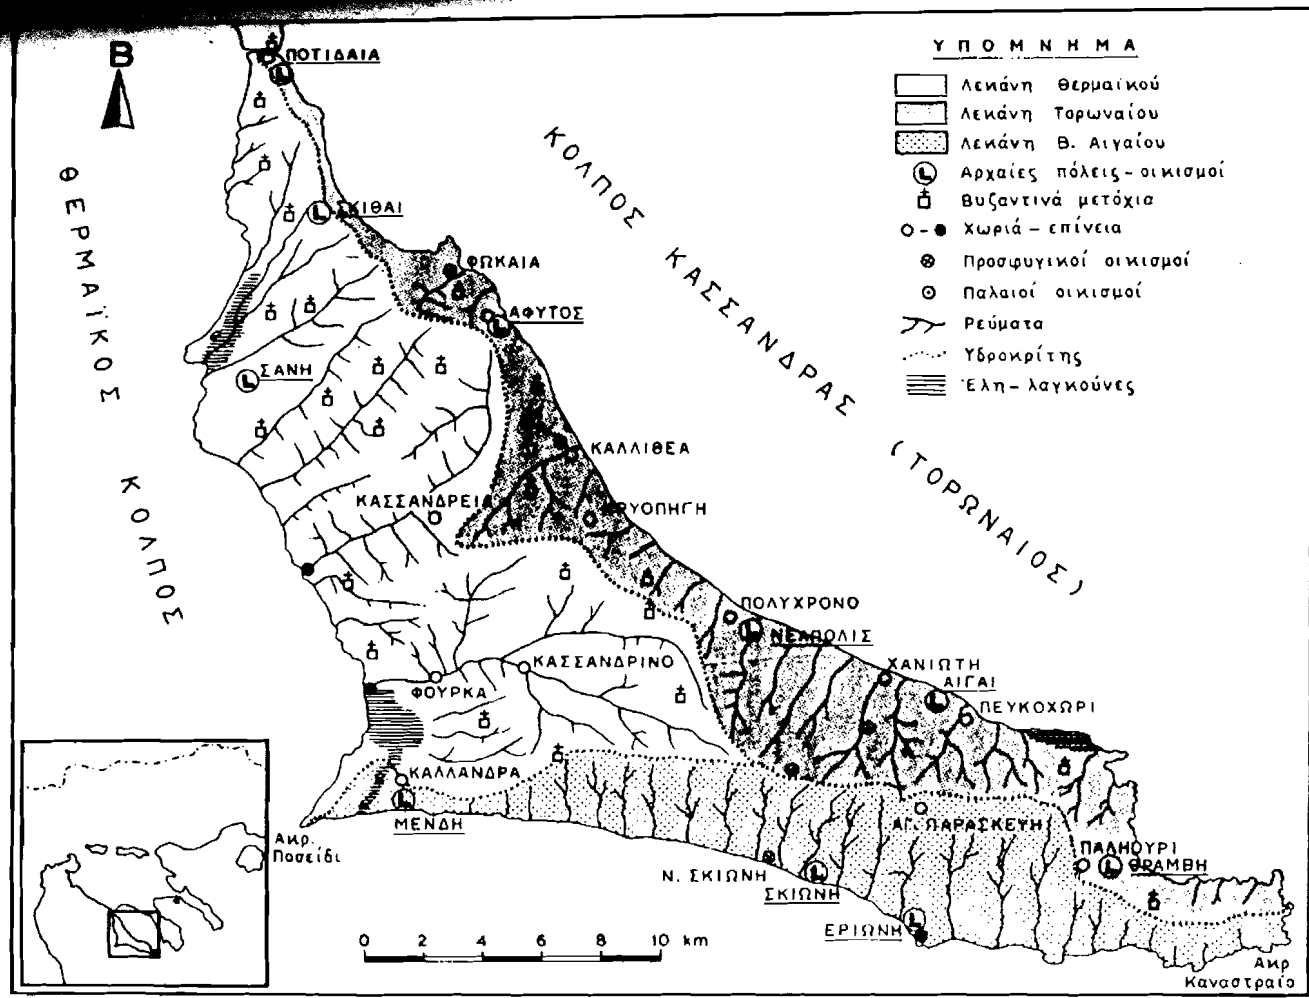 Β
ΥΠΟΜΝΗΜΑ
Λεκάνη Θερμαϊκού
Λεκάνη Τορωναίου
Λεκάνη Β. Αιγαίου
Αρχαίες πόλεις-οικισμοί
Βυζαντινά μετόχια
Χωριά-επίνεια
Προσφυγικοί οικισμοί
Παλαιοί οικισμοί
Ρεύματα
Υδροκρίτης
Έλη-λαγκούνες
ΘΕΡΜΑΪΚΟΣ ΚΟΛΠΟΣ
ΚΟΛΠΟΣ ΚΑΣΣΑΝΔΡΑΣ (ΤΟΡΩΝΑΙΟΣ)
ΠΟΤΙΔΑΙΑ
ΣΚΙΘΑΙ
ΦΩΚΑΙΑ
ΑΦΥΤΟΣ
ΣΑΝΗ
ΚΑΛΛΙΘΕΑ
ΚΑΣΣΑΝΔΡΕΙΑ
ΚΡΥΟΠΗΓΗ
ΠΟΛΥΧΡΟΝΟ
ΝΕΑΠΟΛΙΣ
ΚΑΣΣΑΝΔΡΙΝΟ
ΧΑΝΙΩΤΗ
ΑΙΓΑΙ
ΦΟΥΡΚΑ
ΠΕΥΚΟΧΩΡΙ
ΚΑΛΛΑΝΔΡΑ
ΜΕΝΔΗ
ΑΓ. ΠΑΡΑΣΚΕΥΗ
Ακρ.
Ποσείδι
ΠΑΛΗΟΥΡΙ
ΘΡΑΜΒΗ
Ν. ΣΚΙΩΝΗ
ΣΚΙΩΝΗ
ΕΡΙΩΝΗ
0 2 4 6 8 10 km
Ακρ
Καναστραίο